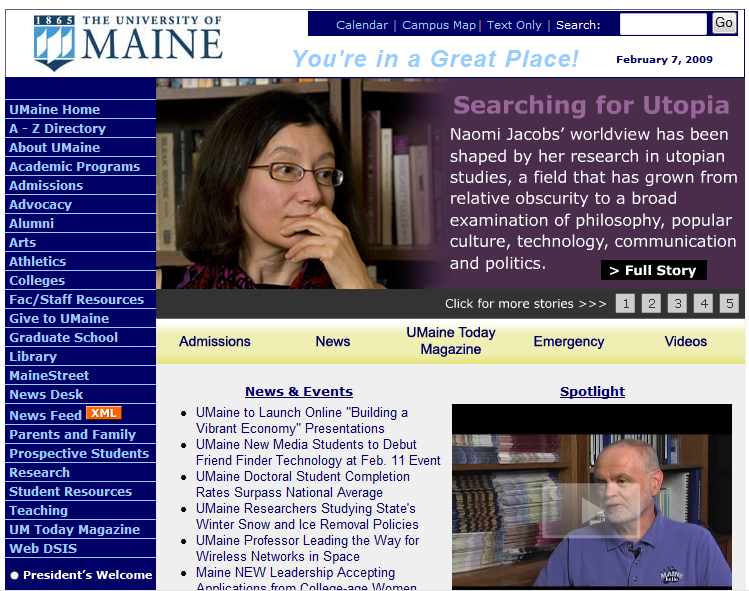 1865 THE UNIVERSITY OF
MAINE
Calendar | Campus Map | Text Only | Search: Go
You're in a Great Place!
February 7, 2009
UMaine Home
A - Z Directory
About UMaine
Academic Programs
Admissions
Advocacy
Alumni
Arts
Athletics
Colleges
Fac/Staff Resources
Give to UMaine
Graduate School
Library
MaineStreet
News Desk
News Feed XML
Parents and Family
Prospective Students
Research
Student Resources
Teaching
UM Today Magazine
Web DSIS
President's Welcome
Searching for Utopia
Naomi Jacobs' worldview has been
shaped by her research in utopian
studies, a field that has grown from
relative obscurity to a broad
examination of philosophy, popular
culture, technology, communication
and politics.
> Full Story
Click for more stories >>> 1 2 3 4 5
Admissions
News
UMaine Today
Magazine
Emergency
Videos
News & Events
• UMaine to Launch Online "Building a
Vibrant Economy" Presentations
• UMaine New Media Students to Debut
Friend Finder Technology at Feb. 11 Event
• UMaine Doctoral Student Completion
Rates Surpass National Average
• UMaine Researchers Studying State's
Winter Snow and Ice Removal Policies
• UMaine Professor Leading the Way for
Wireless Networks in Space
• Maine NEW Leadership Accepting
Applications from College-age Women
Spotlight
MAINE
hello